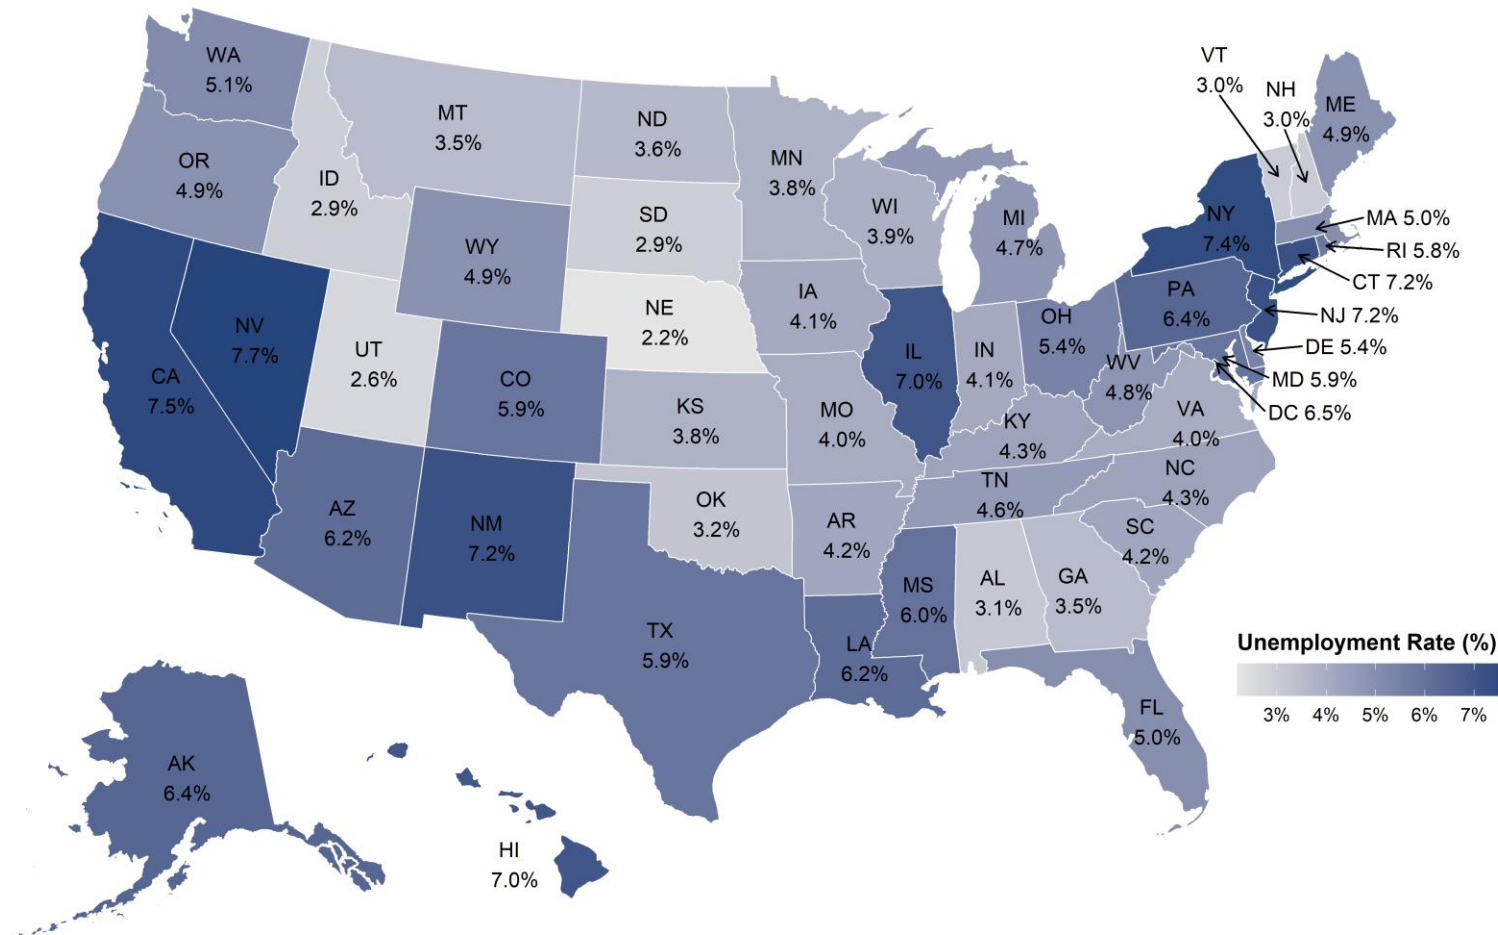 WA
5.1%
MT
3.5%
ND
3.6%
MN
3.8%
VT
3.0%
NH
3.0%
ME
4.9%
OR
4.9%
ID
2.9%
WY
4.9%
SD
2.9%
WI
3.9%
MI
4.7%
NY
7.4%
MA 5.0%
RI 5.8%
CT 7.2%
NJ 7.2%
DE 5.4%
MD 5.9%
DC 6.5%
NV
7.7%
UT
2.6%
NE
2.2%
IA
4.1%
IL
7.0%
IN
4.1%
OH
5.4%
PA
6.4%
WV
4.8%
VA
4.0%
CA
7.5%
CO
5.9%
KS
3.8%
MO
4.0%
KY
4.3%
TN
4.6%
NC
4.3%
SC
4.2%
AZ
6.2%
NM
7.2%
OK
3.2%
AR
4.2%
MS
6.0%
AL
3.1%
GA
3.5%
TX
5.9%
LA
6.2%
FL
5.0%
AK
6.4%
HI
7.0%
Unemployment Rate (%)
3% 4% 5% 6% 7%